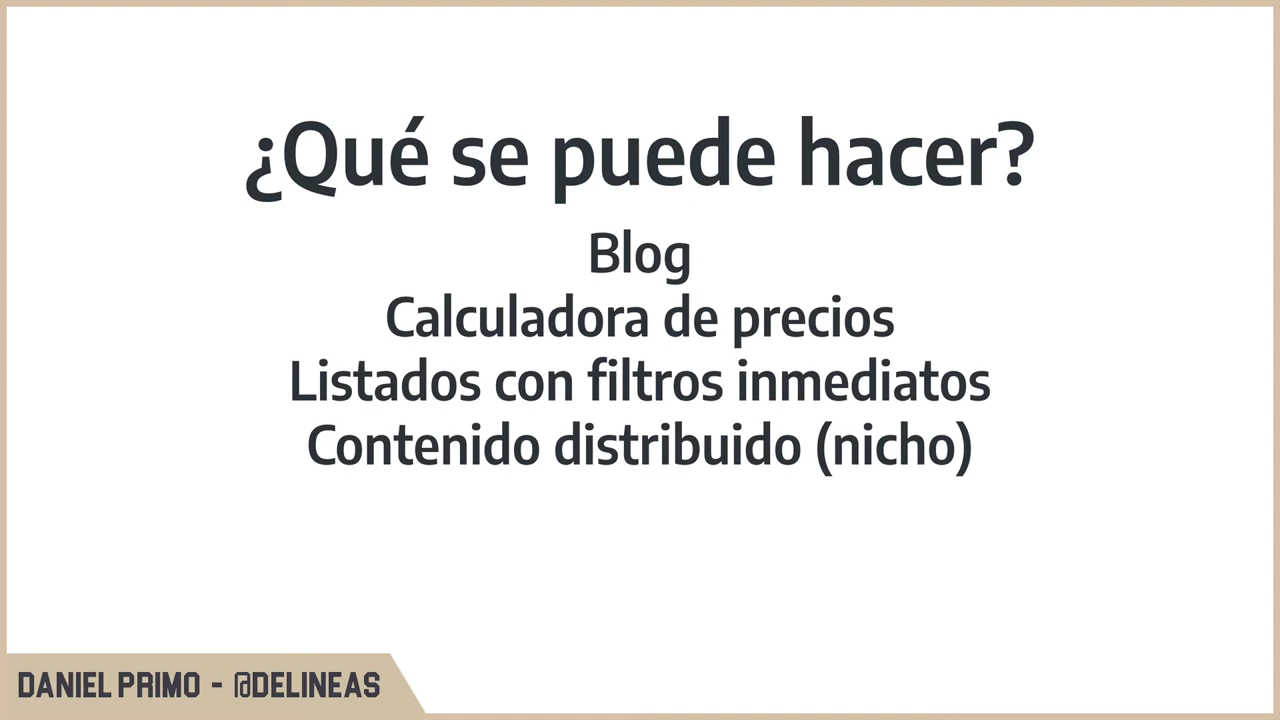 ¿Qué se puede hacer?
Blog
Calculadora de precios
Listados con filtros inmediatos
Contenido distribuido (nicho)
DANIEL PRIMO - @DELINEAS